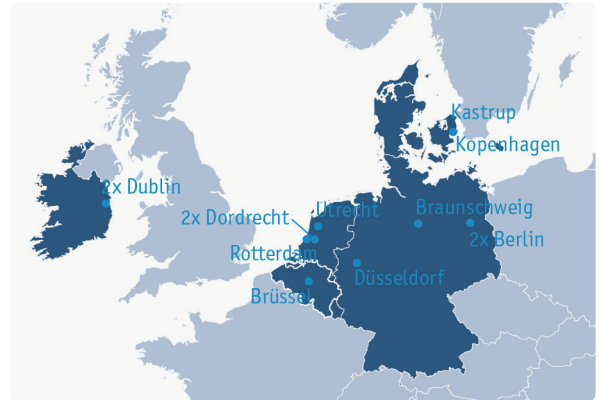 Kastrup
Kopenhagen
2x Dublin
2x Dordrecht
Utrecht
Braunschweig
Rotterdam
2x Berlin
Brüssel
Düsseldorf